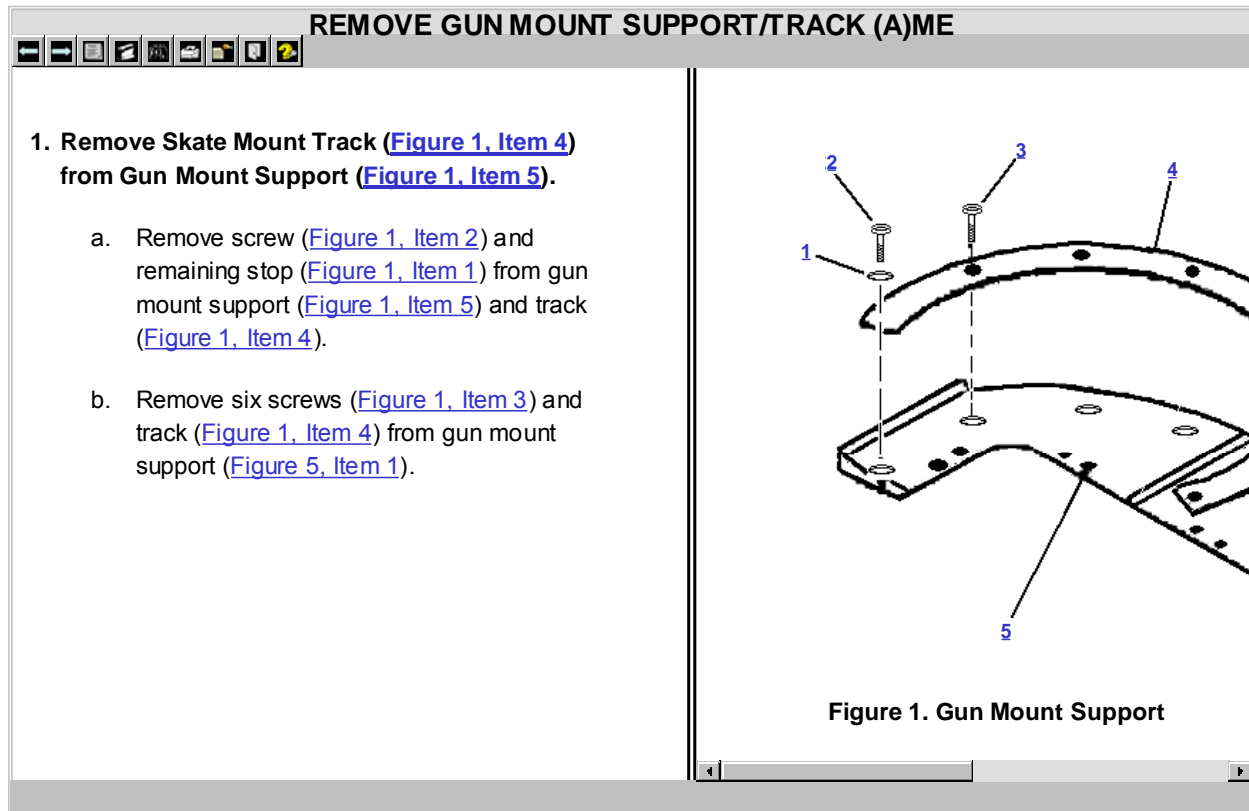 REMOVE GUN MOUNT SUPPORT/TRACK (A)ME
1. Remove Skate Mount Track (Figure 1, Item 4)
from Gun Mount Support (Figure 1, Item 5).
a. Remove screw (Figure 1, Item 2) and
remaining stop (Figure 1, Item 1) from gun
mount support (Figure 1, Item 5) and track
(Figure 1, Item 4).
b. Remove six screws (Figure 1, Item 3) and
track (Figure 1, Item 4) from gun mount
support (Figure 5, Item 1).
3
2
4
1
5
Figure 1. Gun Mount Support